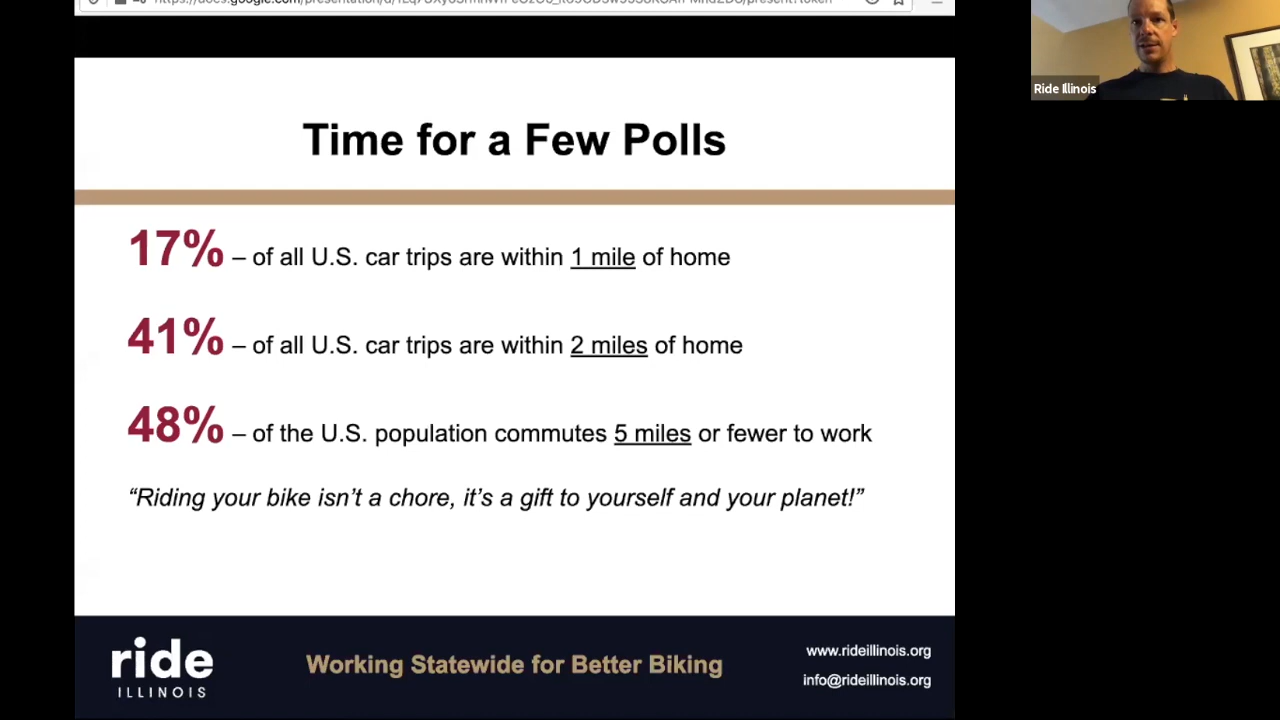 Ride Illinois
Time for a Few Polls
17% – of all U.S. car trips are within 1 mile of home
41% – of all U.S. car trips are within 2 miles of home
48% – of the U.S. population commutes 5 miles or fewer to work
“Riding your bike isn’t a chore, it’s a gift to yourself and your planet!”
ride
ILLINOIS
Working Statewide for Better Biking
www.rideillinois.org
info@rideillinois.org